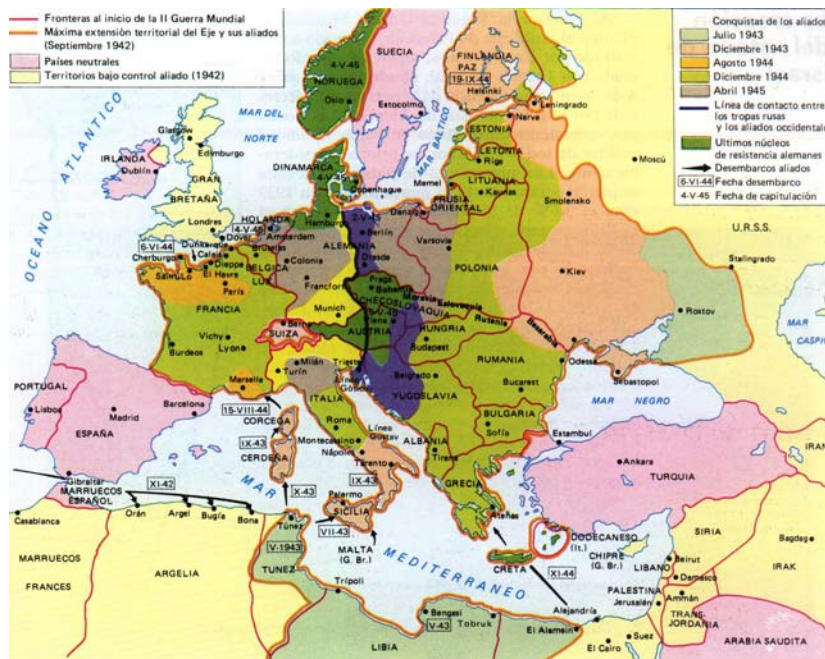 Fronteras al inicio de la II Guerra Mundial
Máxima extensión territorial del Eje y sus aliados
(Septiembre 1942)
Países neutrales
Territorios bajo control aliado (1942)
Conquistas de los aliados
Julio 1943
Diciembre 1943
Agosto 1944
Diciembre 1944
Abril 1945
Línea de contacto entre
los tropas rusas
y los aliados occidentales
Ultimos núcleos
de resistencia alemanes
Desembarcos aliados
6-VI-44 Fecha desembarco
4-V-45 Fecha de capitulación
OCEANO ATLANTICO
MAR DEL
NORTE
MAR BALTICO
4-V-45
NORUEGA
Oslo
SUECIA
Estocolmo
FINLANDIA
PAZ
19-IX-44
Helsinki
Leningrado
Narva
ESTONIA
LETONIA
Riga
LITUANIA
Kaunas
Memel
PRUSIA
ORIENTAL
Danzig
Moscú
Smolensko
U.R.S.S.
Stalingrado
Kiev
Rostov
MAR
CASPIO
Glasgow
Edimburgo
IRLANDA
Dublín
GRAN
BRETAÑA
Londres
Dover
DINAMARCA
4-V-45
Copenhague
HOLANDA
4-V-45
Amsterdam
Hamburgo
2-V-45
Berlín
ALEMANIA
Dresde
Varsovia
POLONIA
6-VI-44
Cherburgo
Dunkerque
Calais
Dieppe
El Havre
Bruselas
BELGICA
LUX
Colonia
Francfort
París
FRANCIA
Munich
Praga
Bohemia
Moravia
CHECOSLOVAQUIA
Eslovaquia
Rutenia
Besarabia
Viena
AUSTRIA
HUNGRIA
Budapest
Berna
SUIZA
Vichy
Lyon
Burdeos
Milán
Turín
Trieste
Línea
Gótica
Belgrado
YUGOSLAVIA
RUMANIA
Bucarest
Odessa
Sebastopol
MAR NEGRO
BULGARIA
Sofía
Estambul
Marsella
15-VIII-44
ITALIA
Roma
Línea
Gustav
Montecassino
Nápoles
Tarento
IX-43
ALBANIA
Tirana
GRECIA
Atenas
CORCEGA
IX-43
CERDEÑA
X-43
PORTUGAL
Lisboa
Madrid
ESPAÑA
Barcelona
Gibraltar
MARRUECOS
ESPAÑOL
XI-42
Casablanca
Orán
Argel
Bugía
Bona
Túnez
V-1943
TUNEZ
MARRUECOS
FRANCES
ARGELIA
Palermo
SICILIA
VII-43
MALTA
(G. Br.)
MAR
MEDITERRANEO
Trípoli
Bengasi
V-43
Tobruk
LIBIA
CRETA
XI-44
DODECANESO
(It.)
CHIPRE
(G. Br.)
Ankara
TURQUIA
IRAN
SIRIA
Bagdag
IRAK
LIBANO
Beirut
Damasco
PALESTINA
Jerusalén
Ammán
TRANS-
JORDANIA
ARABIA SAUDITA
Alejandría
El Alamein
El Cairo
Suez